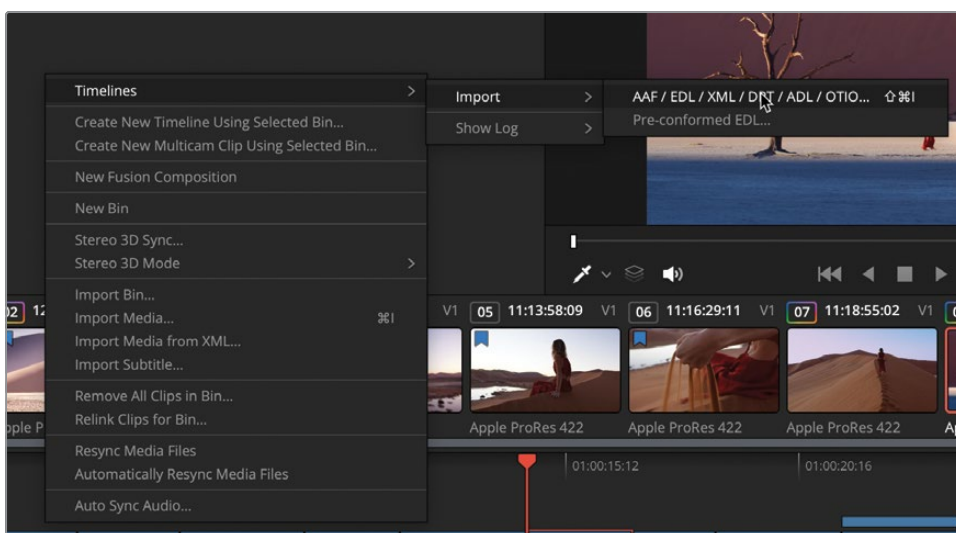 Timelines >
Import >
AAF / EDL / XML / DRT / ADL / OTIO... ⇧⌘I
Create New Timeline Using Selected Bin...
Show Log >
Pre-conformed EDL...
Create New Multicam Clip Using Selected Bin...
New Fusion Composition
New Bin
Stereo 3D Sync...
Stereo 3D Mode >
Import Bin...
Import Media... ⌘I
Import Media from XML...
Import Subtitle...
Remove All Clips in Bin...
Relink Clips for Bin...
Resync Media Files
Automatically Resync Media Files
Auto Sync Audio...
02 12
V1 05 11:13:58:09 V1 06 11:16:29:11 V1 07 11:18:55:02 V1
Apple ProRes 422 Apple ProRes 422 Apple ProRes 422
01:00:15:12 01:00:20:16